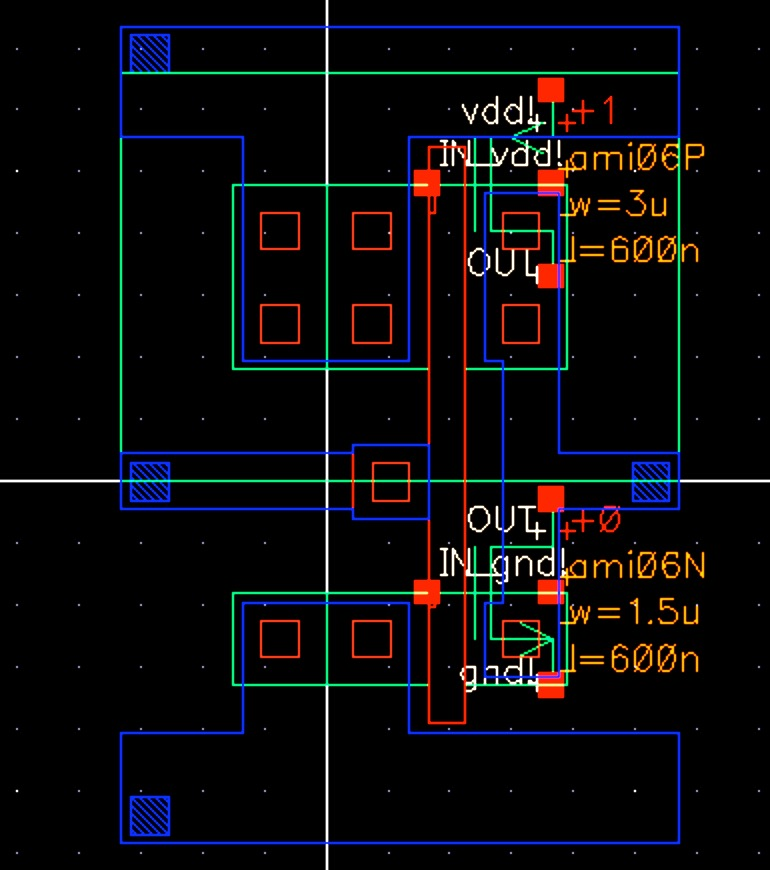 vdd! +1
IN vdd! ami06P
w=3u
OUT l=600n
OUT +0
IN gnd! ami06N
w=1.5u
gnd! l=600n